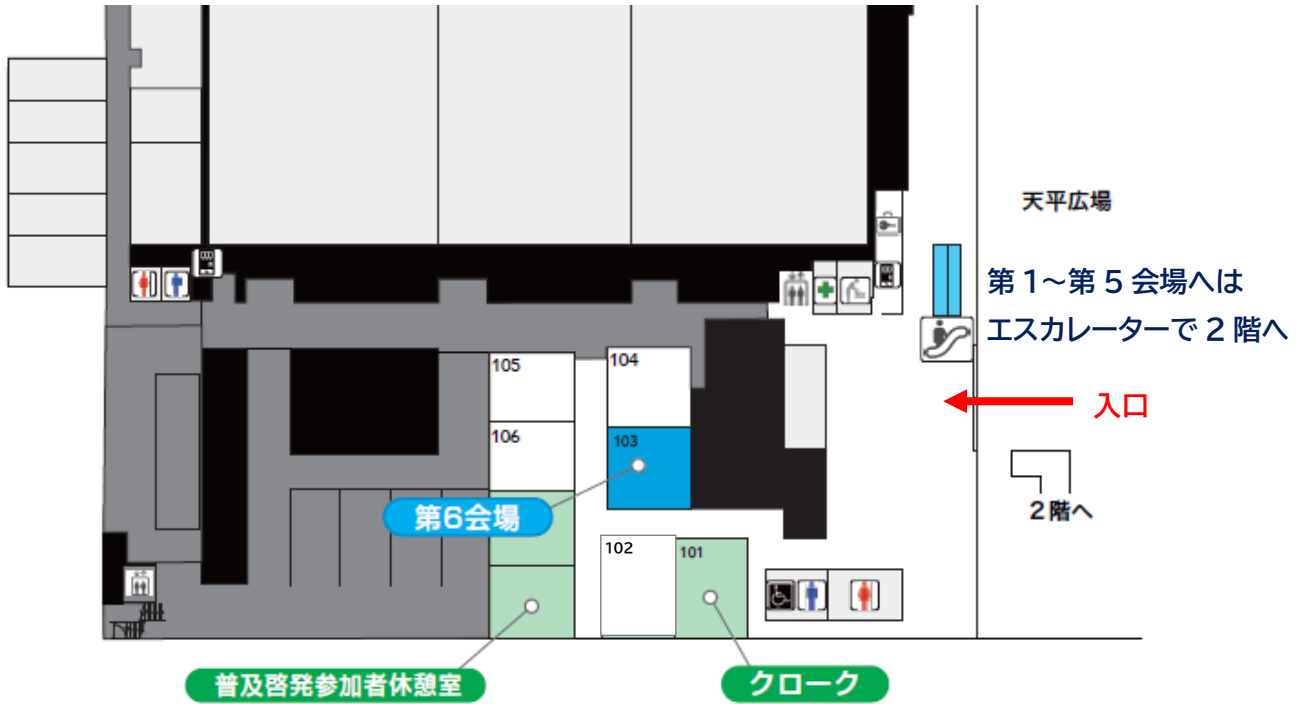 天平広場
第1～第5会場へは
エスカレーターで2階へ
入口
2階へ
105
104
106
103
第6会場
102
101
普及啓発参加者休憩室
クローク